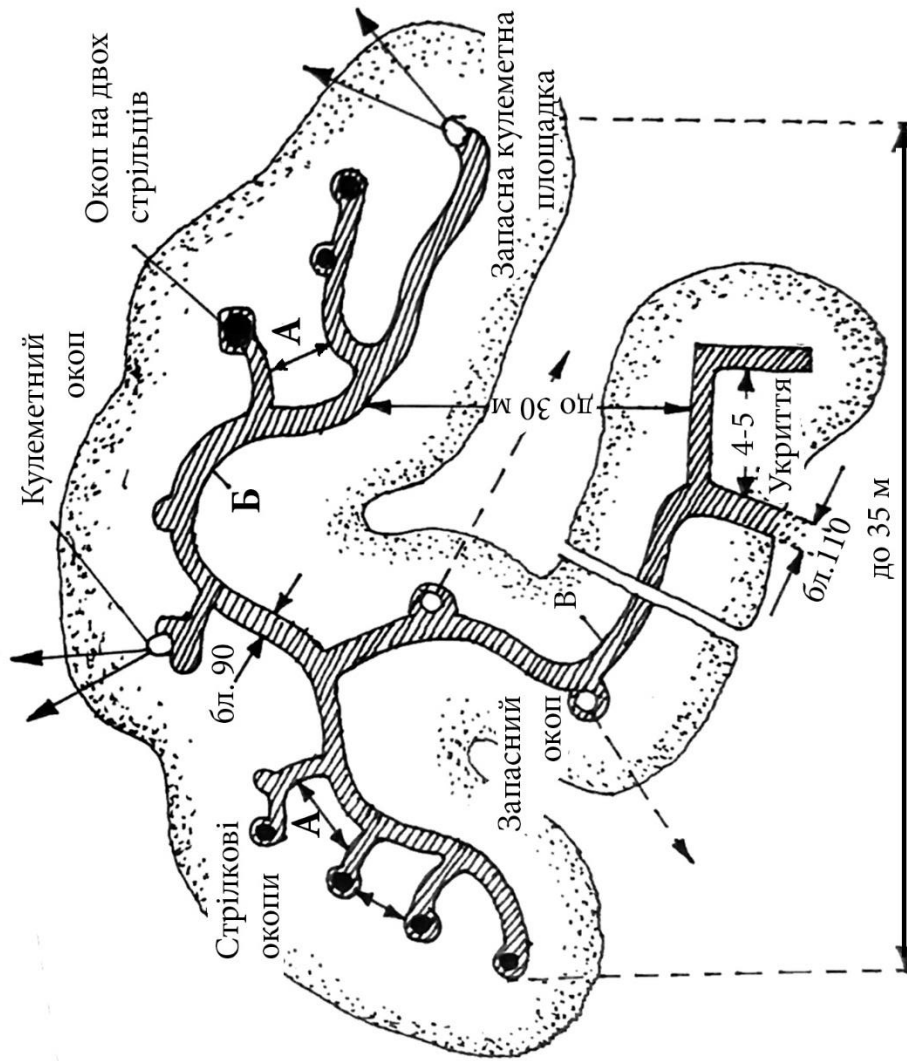 Кулеметний
окоп
Окоп на двох
стрільців
А
Б
бл. 90
Стрілкові
окопи
А
Запасна кулеметна
площадка
до 30 м
Запасний
окоп
В
4-5
Укриття
бл.110
до 35 м